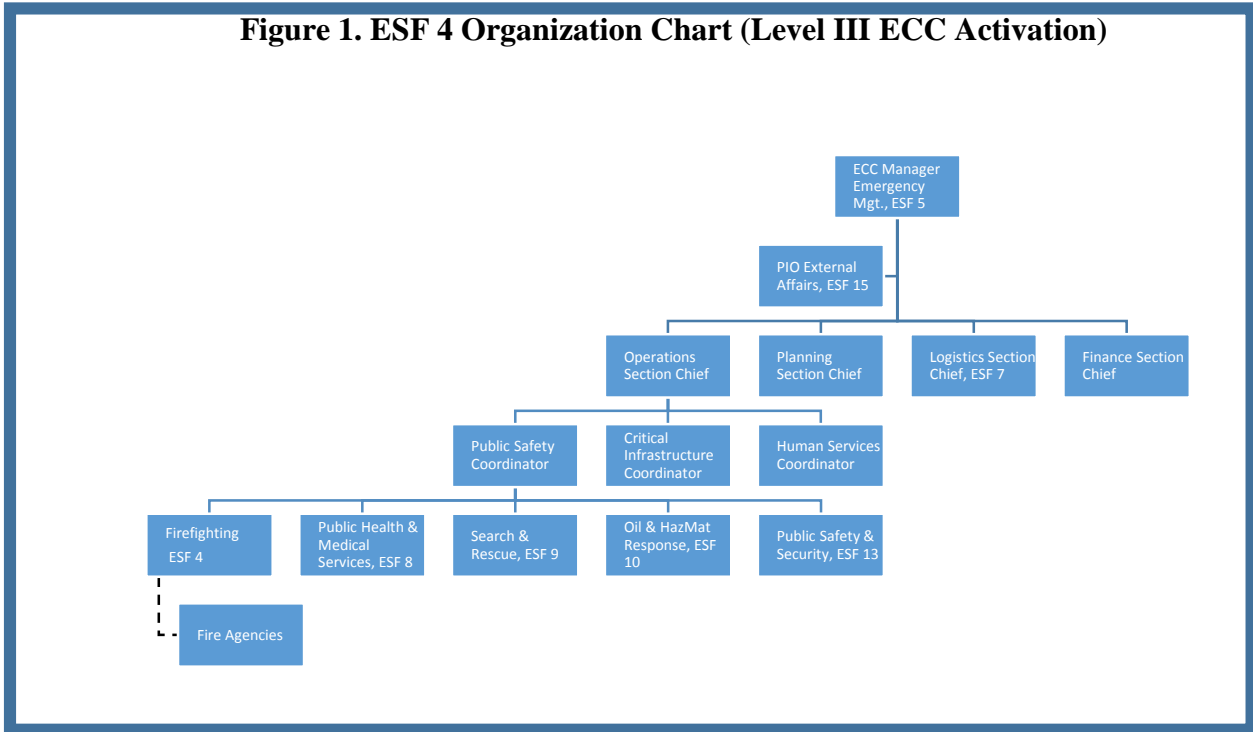 Figure 1. ESF 4 Organization Chart (Level III ECC Activation)
ECC Manager
Emergency
Mgt., ESF 5
PIO External
Affairs, ESF 15
Operations
Section Chief
Planning
Section Chief
Logistics Section
Chief, ESF 7
Finance Section
Chief
Public Safety
Coordinator
Critical
Infrastructure
Coordinator
Human Services
Coordinator
Firefighting
ESF 4
Public Health &
Medical
Services, ESF 8
Search &
Rescue, ESF 9
Oil & HazMat
Response, ESF
10
Public Safety &
Security, ESF 13
Fire Agencies